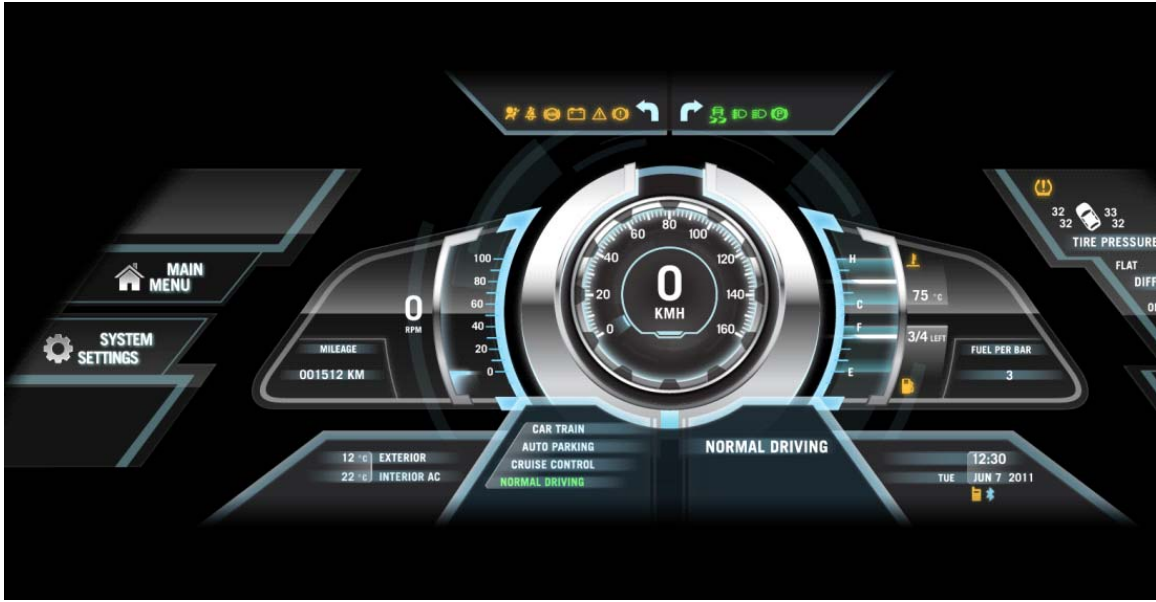 MAIN
MENU
SYSTEM
SETTINGS
0
RPM
MILEAGE
001512 KM
100
80
60
40
20
0
0
20
40
60
80
100
120
140
160
0
KMH
H
C
F
E
75 °C
3/4 LEFT
FUEL PER BAR
3
32 33
32 32
TIRE PRESSURE
FLAT
12 °C EXTERIOR
22 °C INTERIOR AC
CAR TRAIN
AUTO PARKING
CRUISE CONTROL
NORMAL DRIVING
NORMAL DRIVING
12:30
TUE JUN 7 2011